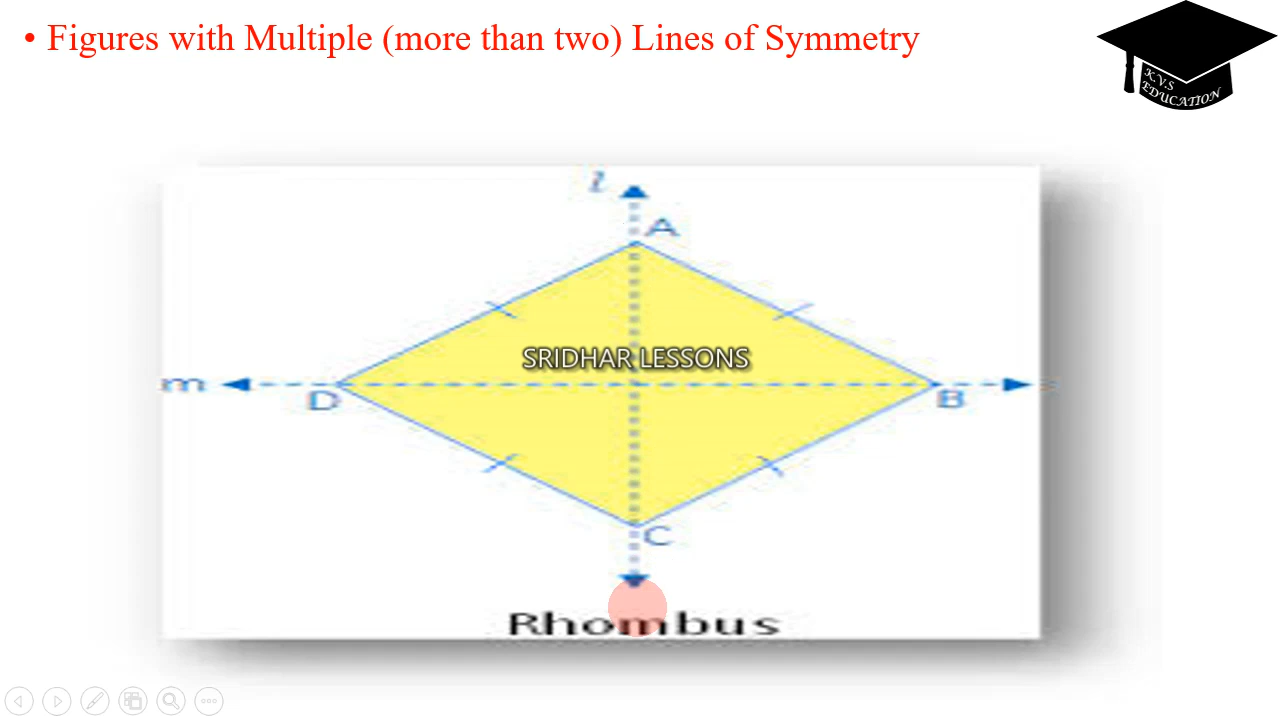 • Figures with Multiple (more than two) Lines of Symmetry
K.V.S
EDUCATION
l
A
SRIDHAR LESSONS
m
D
B
C
Rhombus